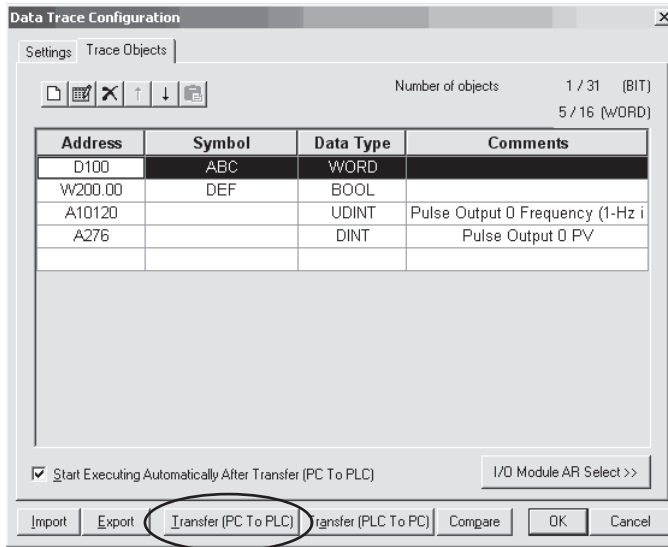 Data Trace Configuration
Settings Trace Objects
Number of objects 1 / 31 (BIT)
5 / 16 (WORD)
Address Symbol Data Type Comments
D100 ABC WORD
W200.00 DEF BOOL
A10120 UDINT Pulse Output 0 Frequency (1-Hz i
A276 DINT Pulse Output 0 PV
Start Executing Automatically After Transfer (PC To PLC)
I/O Module AR Select >>
Import Export Transfer (PC To PLC) Transfer (PLC To PC) Compare OK Cancel